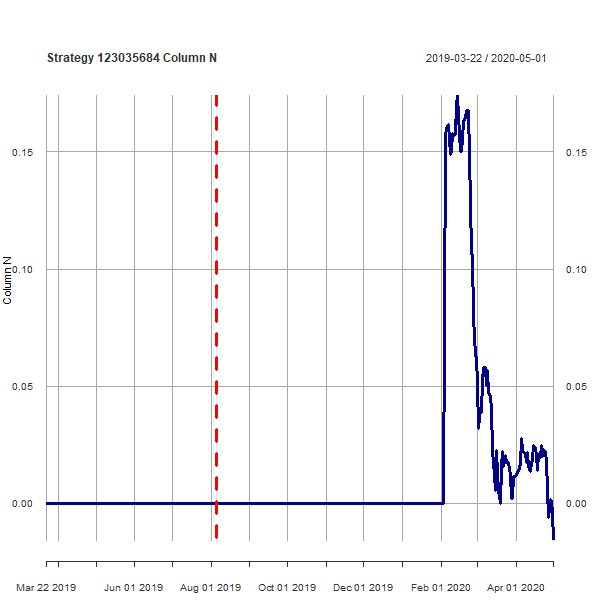 Strategy 123035684 Column N
2019-03-22 / 2020-05-01
0.15 0.15
0.10 0.10
Column N
0.05 0.05
0.00 0.00
Mar 22 2019 Jun 01 2019 Aug 01 2019 Oct 01 2019 Dec 01 2019 Feb 01 2020 Apr 01 2020